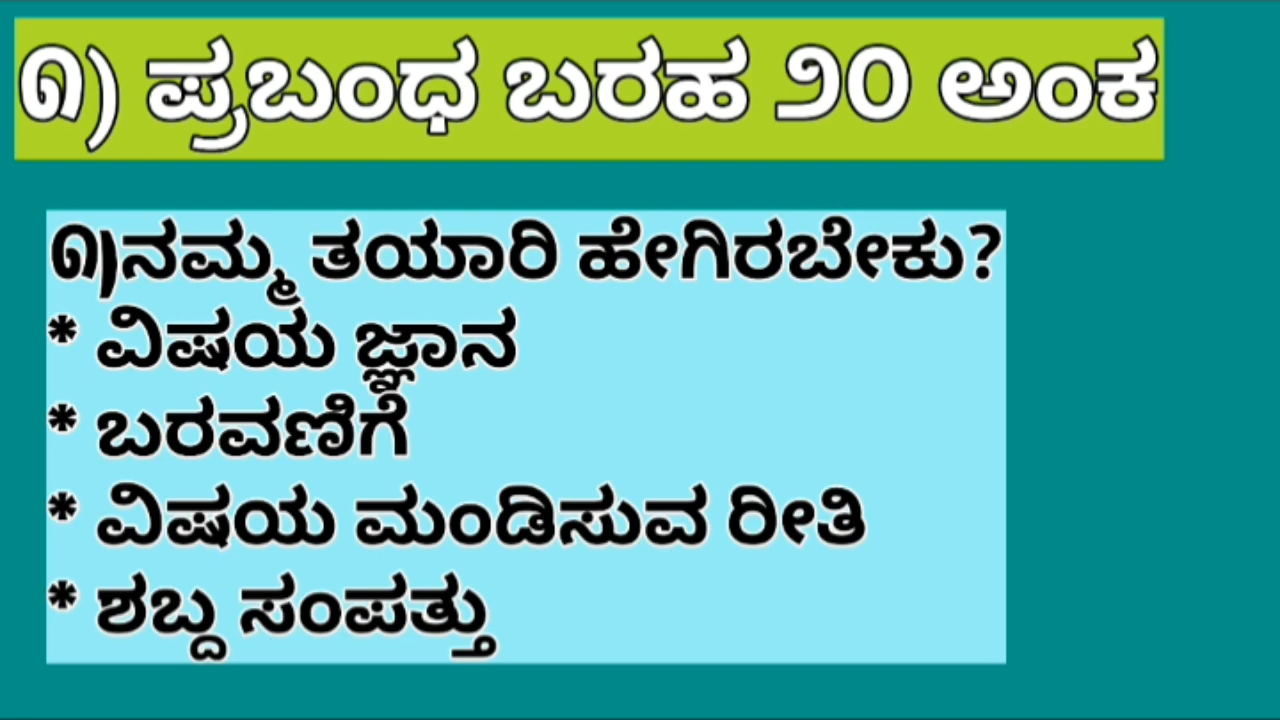 ೧) ಪ್ರಬಂಧ ಬರಹ ೨೦ ಅಂಕ
೧)ನಮ್ಮ ತಯಾರಿ ಹೇಗಿರಬೇಕು?
* ವಿಷಯ ಜ್ಞಾನ
* ಬರವಣಿಗೆ
* ವಿಷಯ ಮಂಡಿಸುವ ರೀತಿ
* ಶಬ್ದ ಸಂಪತ್ತು